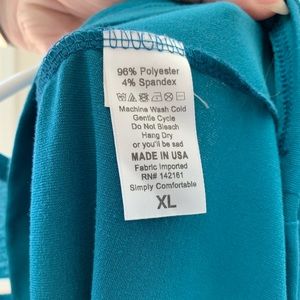 96% Polyester
4% Spandex
Machine Wash Cold
Gentle Cycle
Do Not Bleach
Hang Dry
or you'll be sad
MADE IN USA
Fabric Imported
RN# 142161
Simply Comfortable
XL